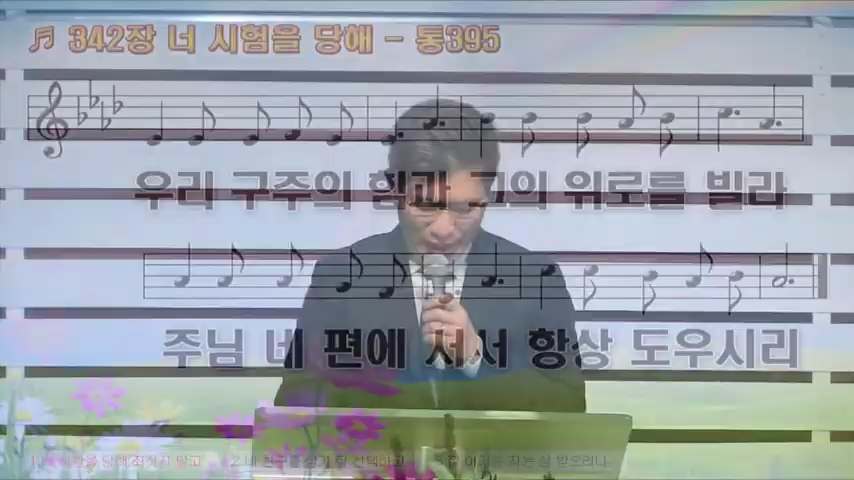 342장 너 시험을 당해 - 통395
우리 구주의 힘과 그의 위로를 빌라
주님 네 편에 서서 항상 도우시리